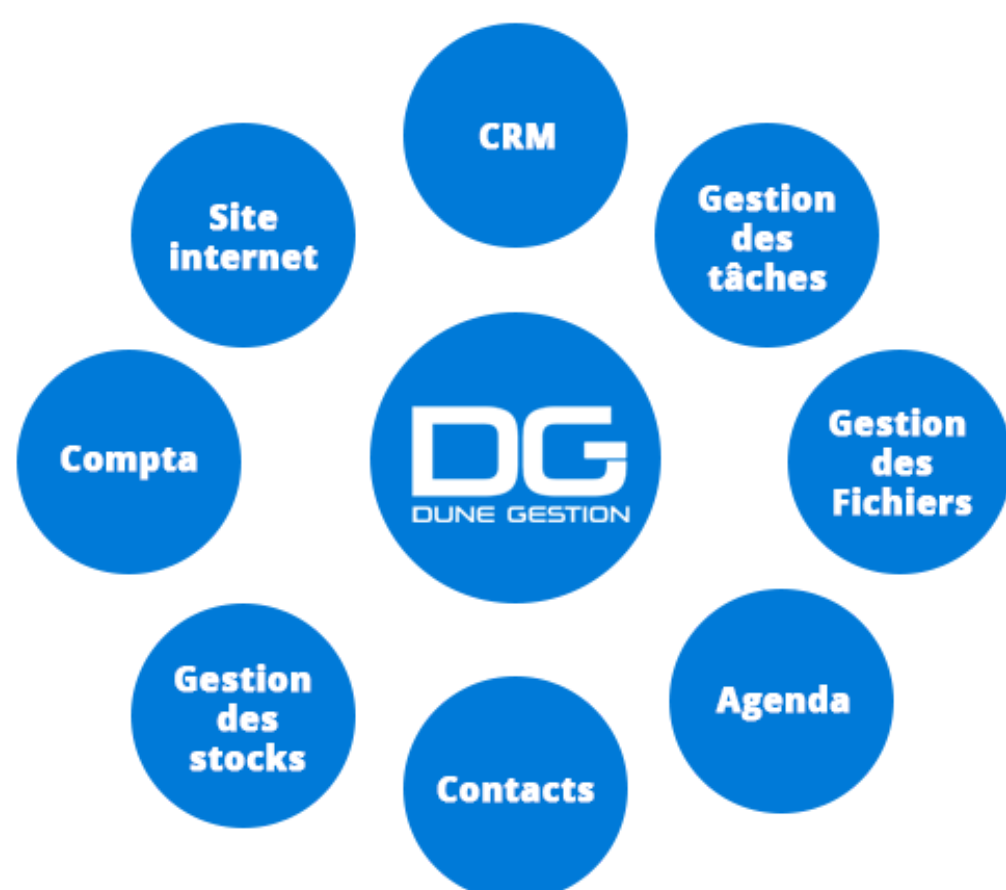 CRM
Gestion
des
tâches
Gestion
des
Fichiers
Agenda
Contacts
Gestion
des
stocks
Compta
Site
internet
DG
DUNE GESTION